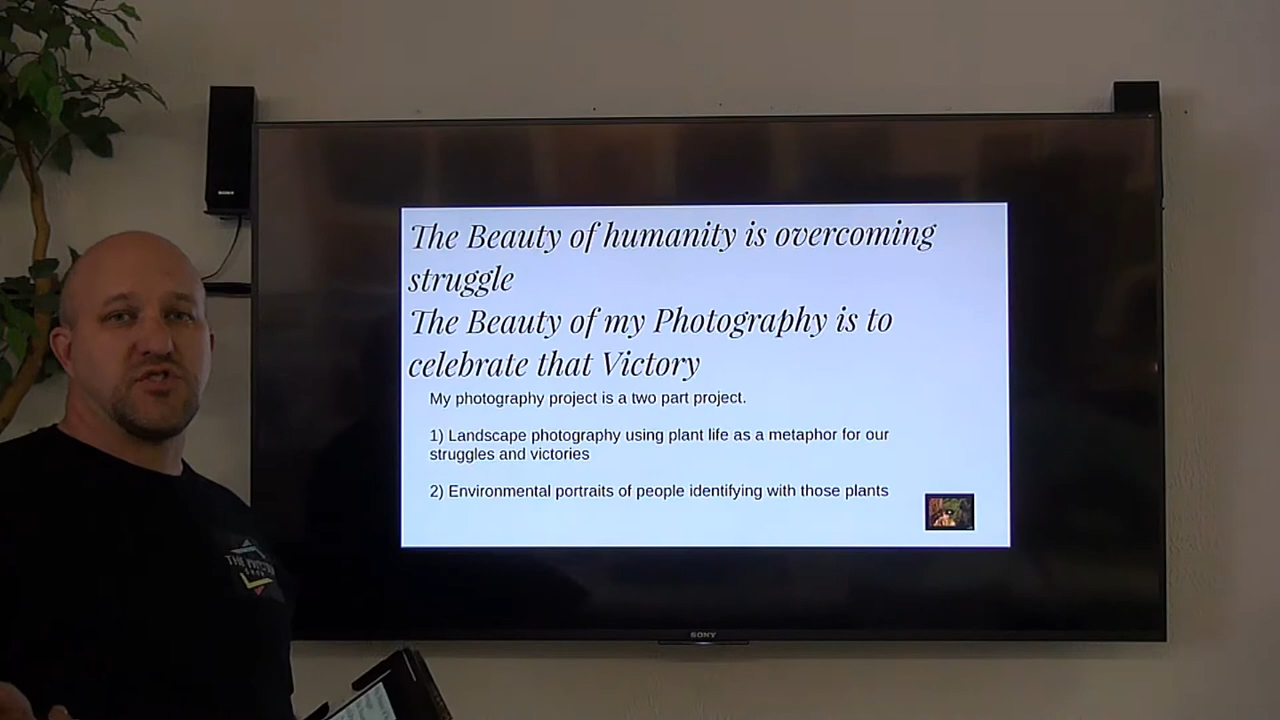 The Beauty of humanity is overcoming
struggle
The Beauty of my Photography is to
celebrate that Victory
My photography project is a two part project.
1) Landscape photography using plant life as a metaphor for our
struggles and victories
2) Environmental portraits of people identifying with those plants
SONY
SONY
THE